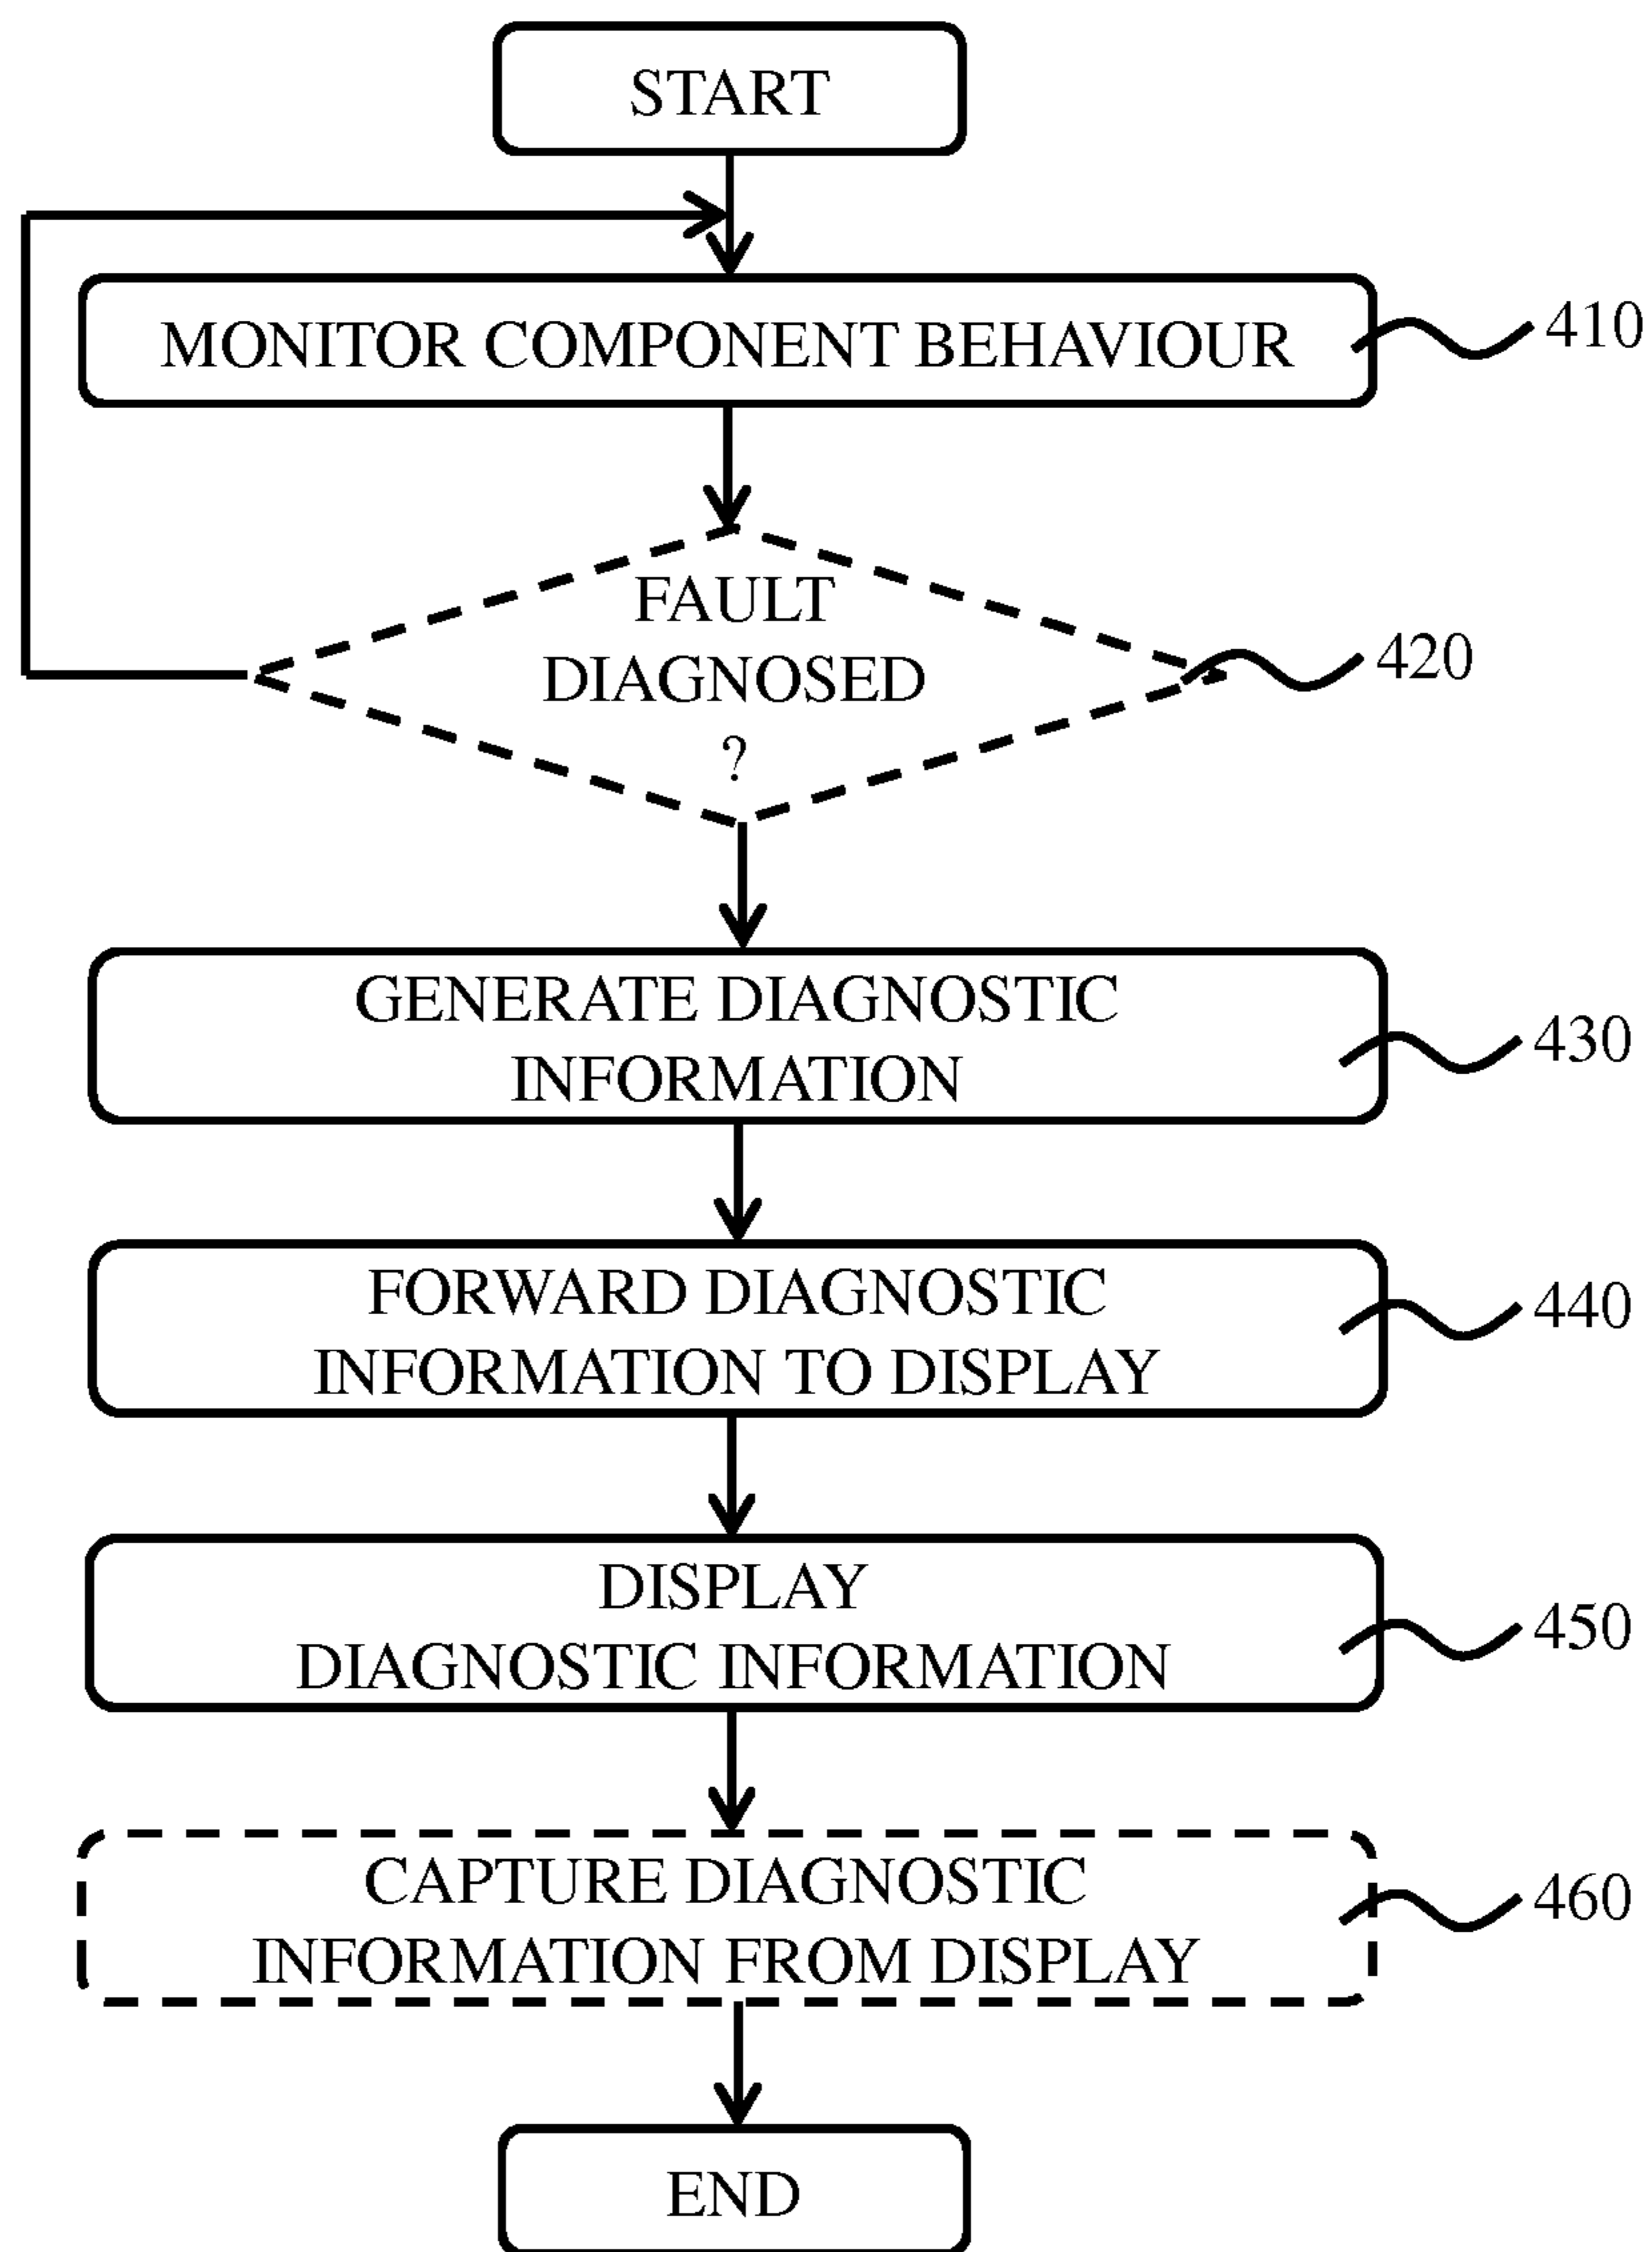 START
MONITOR COMPONENT BEHAVIOUR
410
FAULT
DIAGNOSED
?
420
GENERATE DIAGNOSTIC
INFORMATION
430
FORWARD DIAGNOSTIC
INFORMATION TO DISPLAY
440
DISPLAY
DIAGNOSTIC INFORMATION
450
CAPTURE DIAGNOSTIC
INFORMATION FROM DISPLAY
460
END